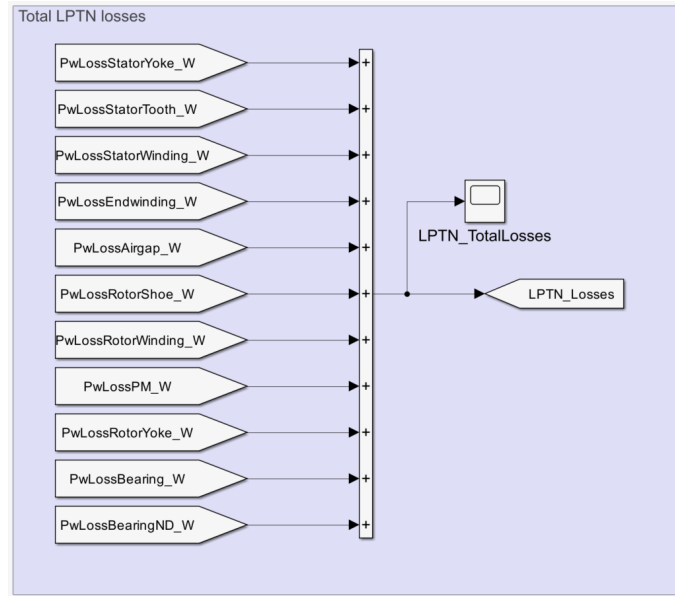 Total LPTN losses
PwLossStatorYoke_W
+
PwLossStatorTooth_W
+
PwLossStatorWinding_W
+
PwLossEndwinding_W
+
PwLossAirgap_W
+
LPTN_TotalLosses
PwLossRotorShoe_W
+
LPTN_Losses
PwLossRotorWinding_W
+
PwLossPM_W
+
PwLossRotorYoke_W
+
PwLossBearing_W
+
PwLossBearingND_W
+